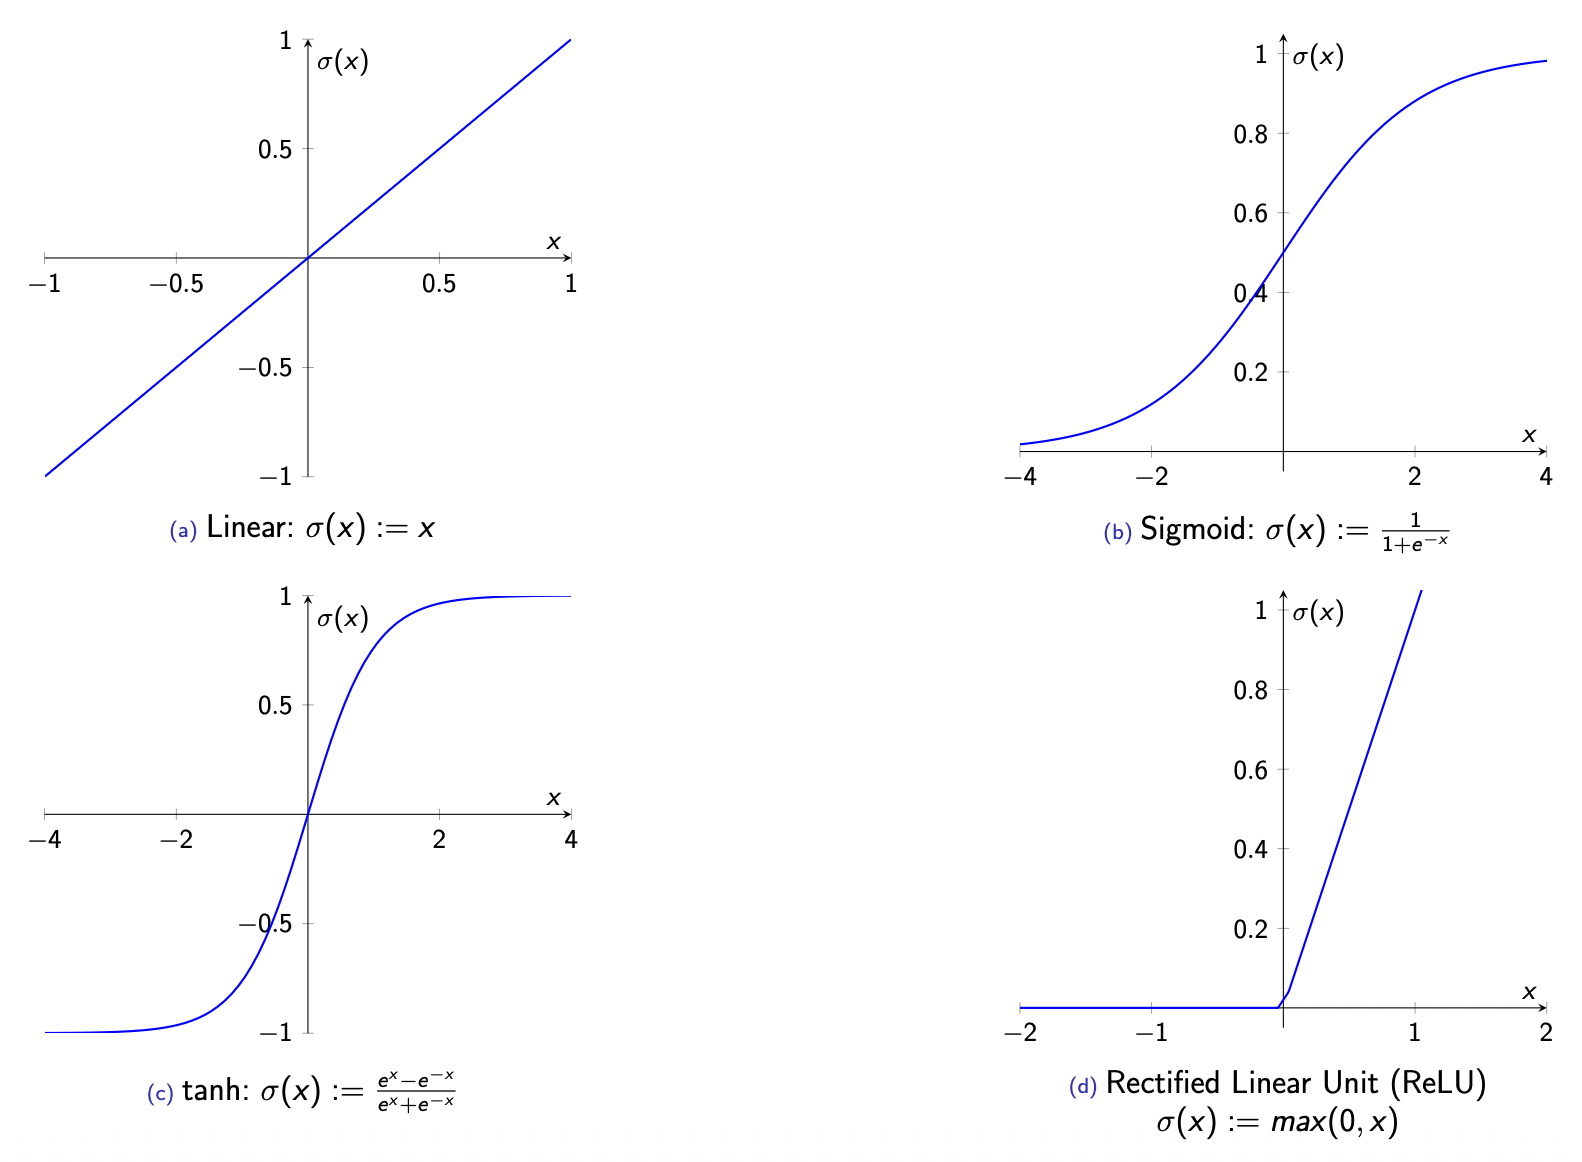 1
σ(x)
0.5
x
−1
−0.5
0.5
1
−0.5
−1
(a) Linear: σ(x) := x
1
σ(x)
0.8
0.6
0.4
0.2
x
−4
−2
2
4
(b) Sigmoid: σ(x) := 1/(1+e^{−x})
1
σ(x)
0.5
x
−4
−2
2
4
−0.5
−1
(c) tanh: σ(x) := (e^x−e^{−x})/(e^x+e^{−x})
1
σ(x)
0.8
0.6
0.4
0.2
x
−2
−1
1
2
(d) Rectified Linear Unit (ReLU)
σ(x) := max(0, x)